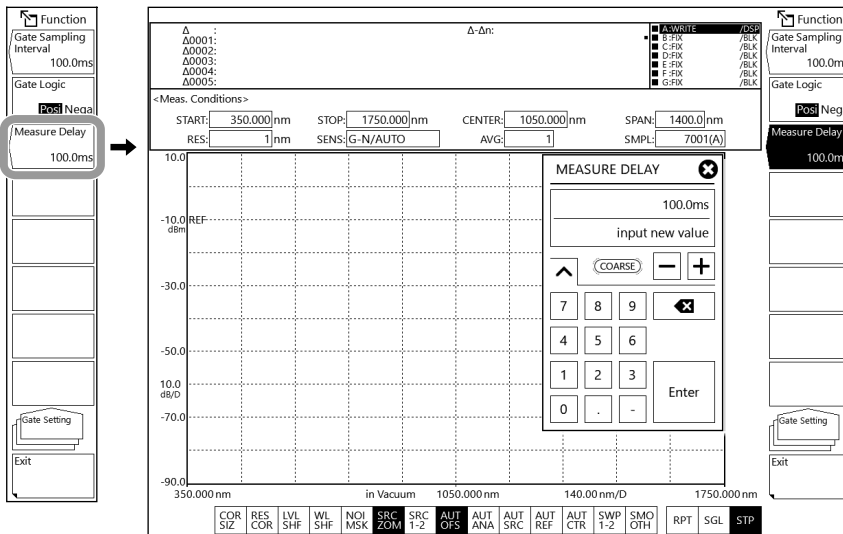 Function
Gate Sampling
Interval
100.0ms
Gate Logic
Posi Nega
Measure Delay
100.0ms
Gate Setting
Exit
Δ :
Δ0001:
Δ0002:
Δ0003:
Δ0004:
Δ0005:
Δ-Δn:
A:WRITE /DSP
B:FIX /BLK
C:FIX /BLK
D:FIX /BLK
E:FIX /BLK
F:FIX /BLK
G:FIX /BLK
<Meas. Conditions>
START: 350.000 nm STOP: 1750.000 nm CENTER: 1050.000 nm SPAN: 1400.0 nm
RES: 1 nm SENS: G-N/AUTO AVG: 1 SMPL: 7001(A)
10.0
-10.0 REF
dBm
-30.0
-50.0
10.0
dB/D
-70.0
-90.0
350.000 nm in Vacuum 1050.000 nm 140.00 nm/D 1750.000 nm
MEASURE DELAY
100.0ms
input new value
COARSE
7 8 9
4 5 6
1 2 3
Enter
0 . -
COR SIZ
RES COR
LVL SHF
WL SHF
NOI MSK
SRC ZOM
SRC 1-2
AUT OFS
AUT ANA
AUT SRC
AUT REF
AUT CTR
SWP 1-2
SMO OTH
RPT
SGL
STP
Function
Gate Sampling
Interval
100.0m
Gate Logic
Posi Neg
Measure Delay
100.0m
Gate Setting
Exit